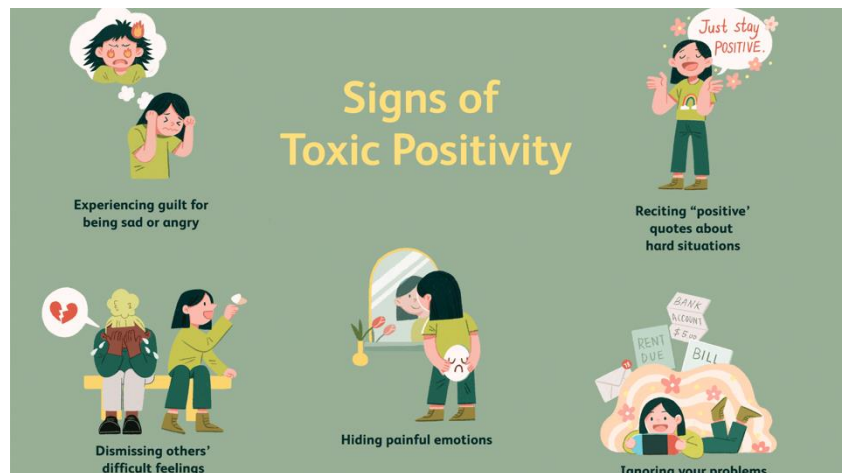 Signs of
Toxic Positivity
Just stay
POSITIVE.
Experiencing guilt for
being sad or angry
Reciting “positive’
quotes about
hard situations
BANK
ACCOUNT
$5.00
RENT
DUE
BILL
Dismissing others’
difficult feelings
Hiding painful emotions
Ignoring your problems